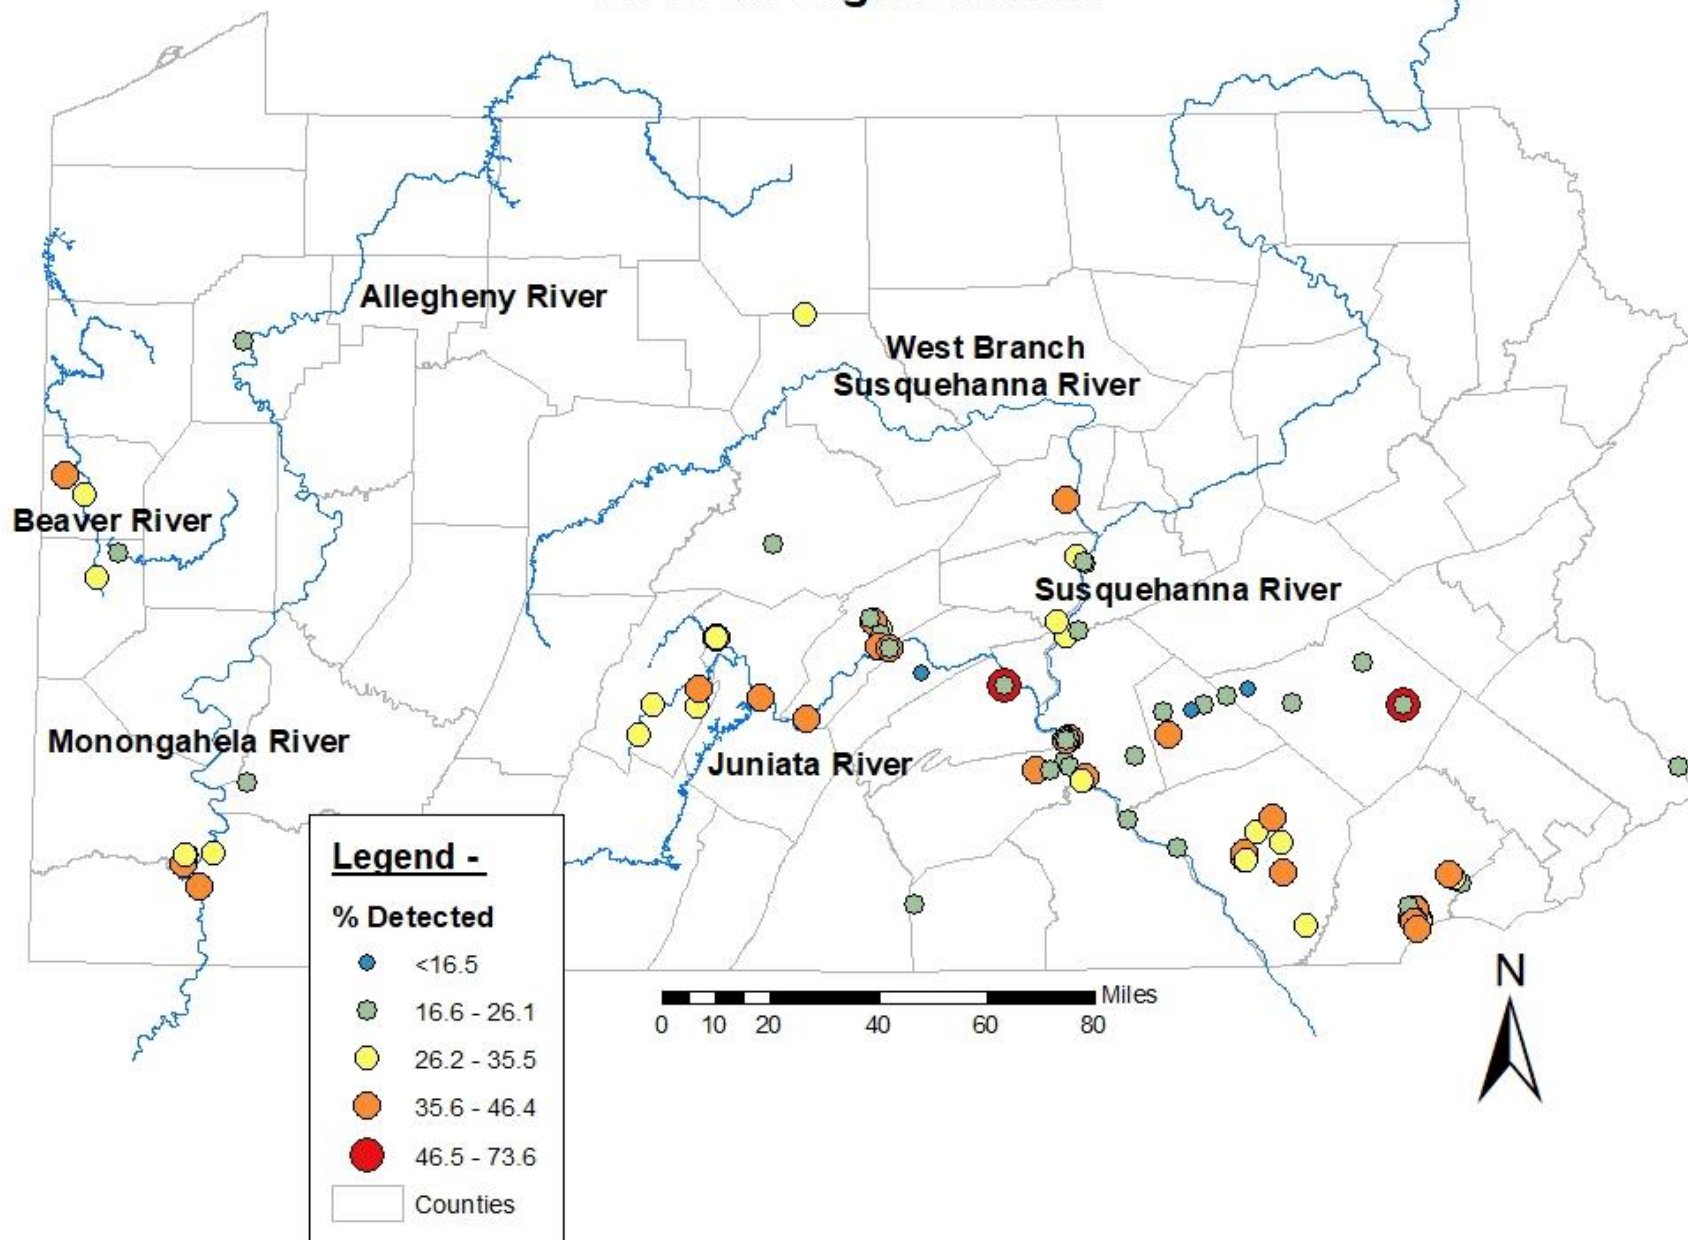 Allegheny River
West Branch
Susquehanna River
Beaver River
Susquehanna River
Monongahela River
Juniata River
Legend -
% Detected
<16.5
16.6 - 26.1
26.2 - 35.5
35.6 - 46.4
46.5 - 73.6
Counties
Miles
0 10 20 40 60 80
N